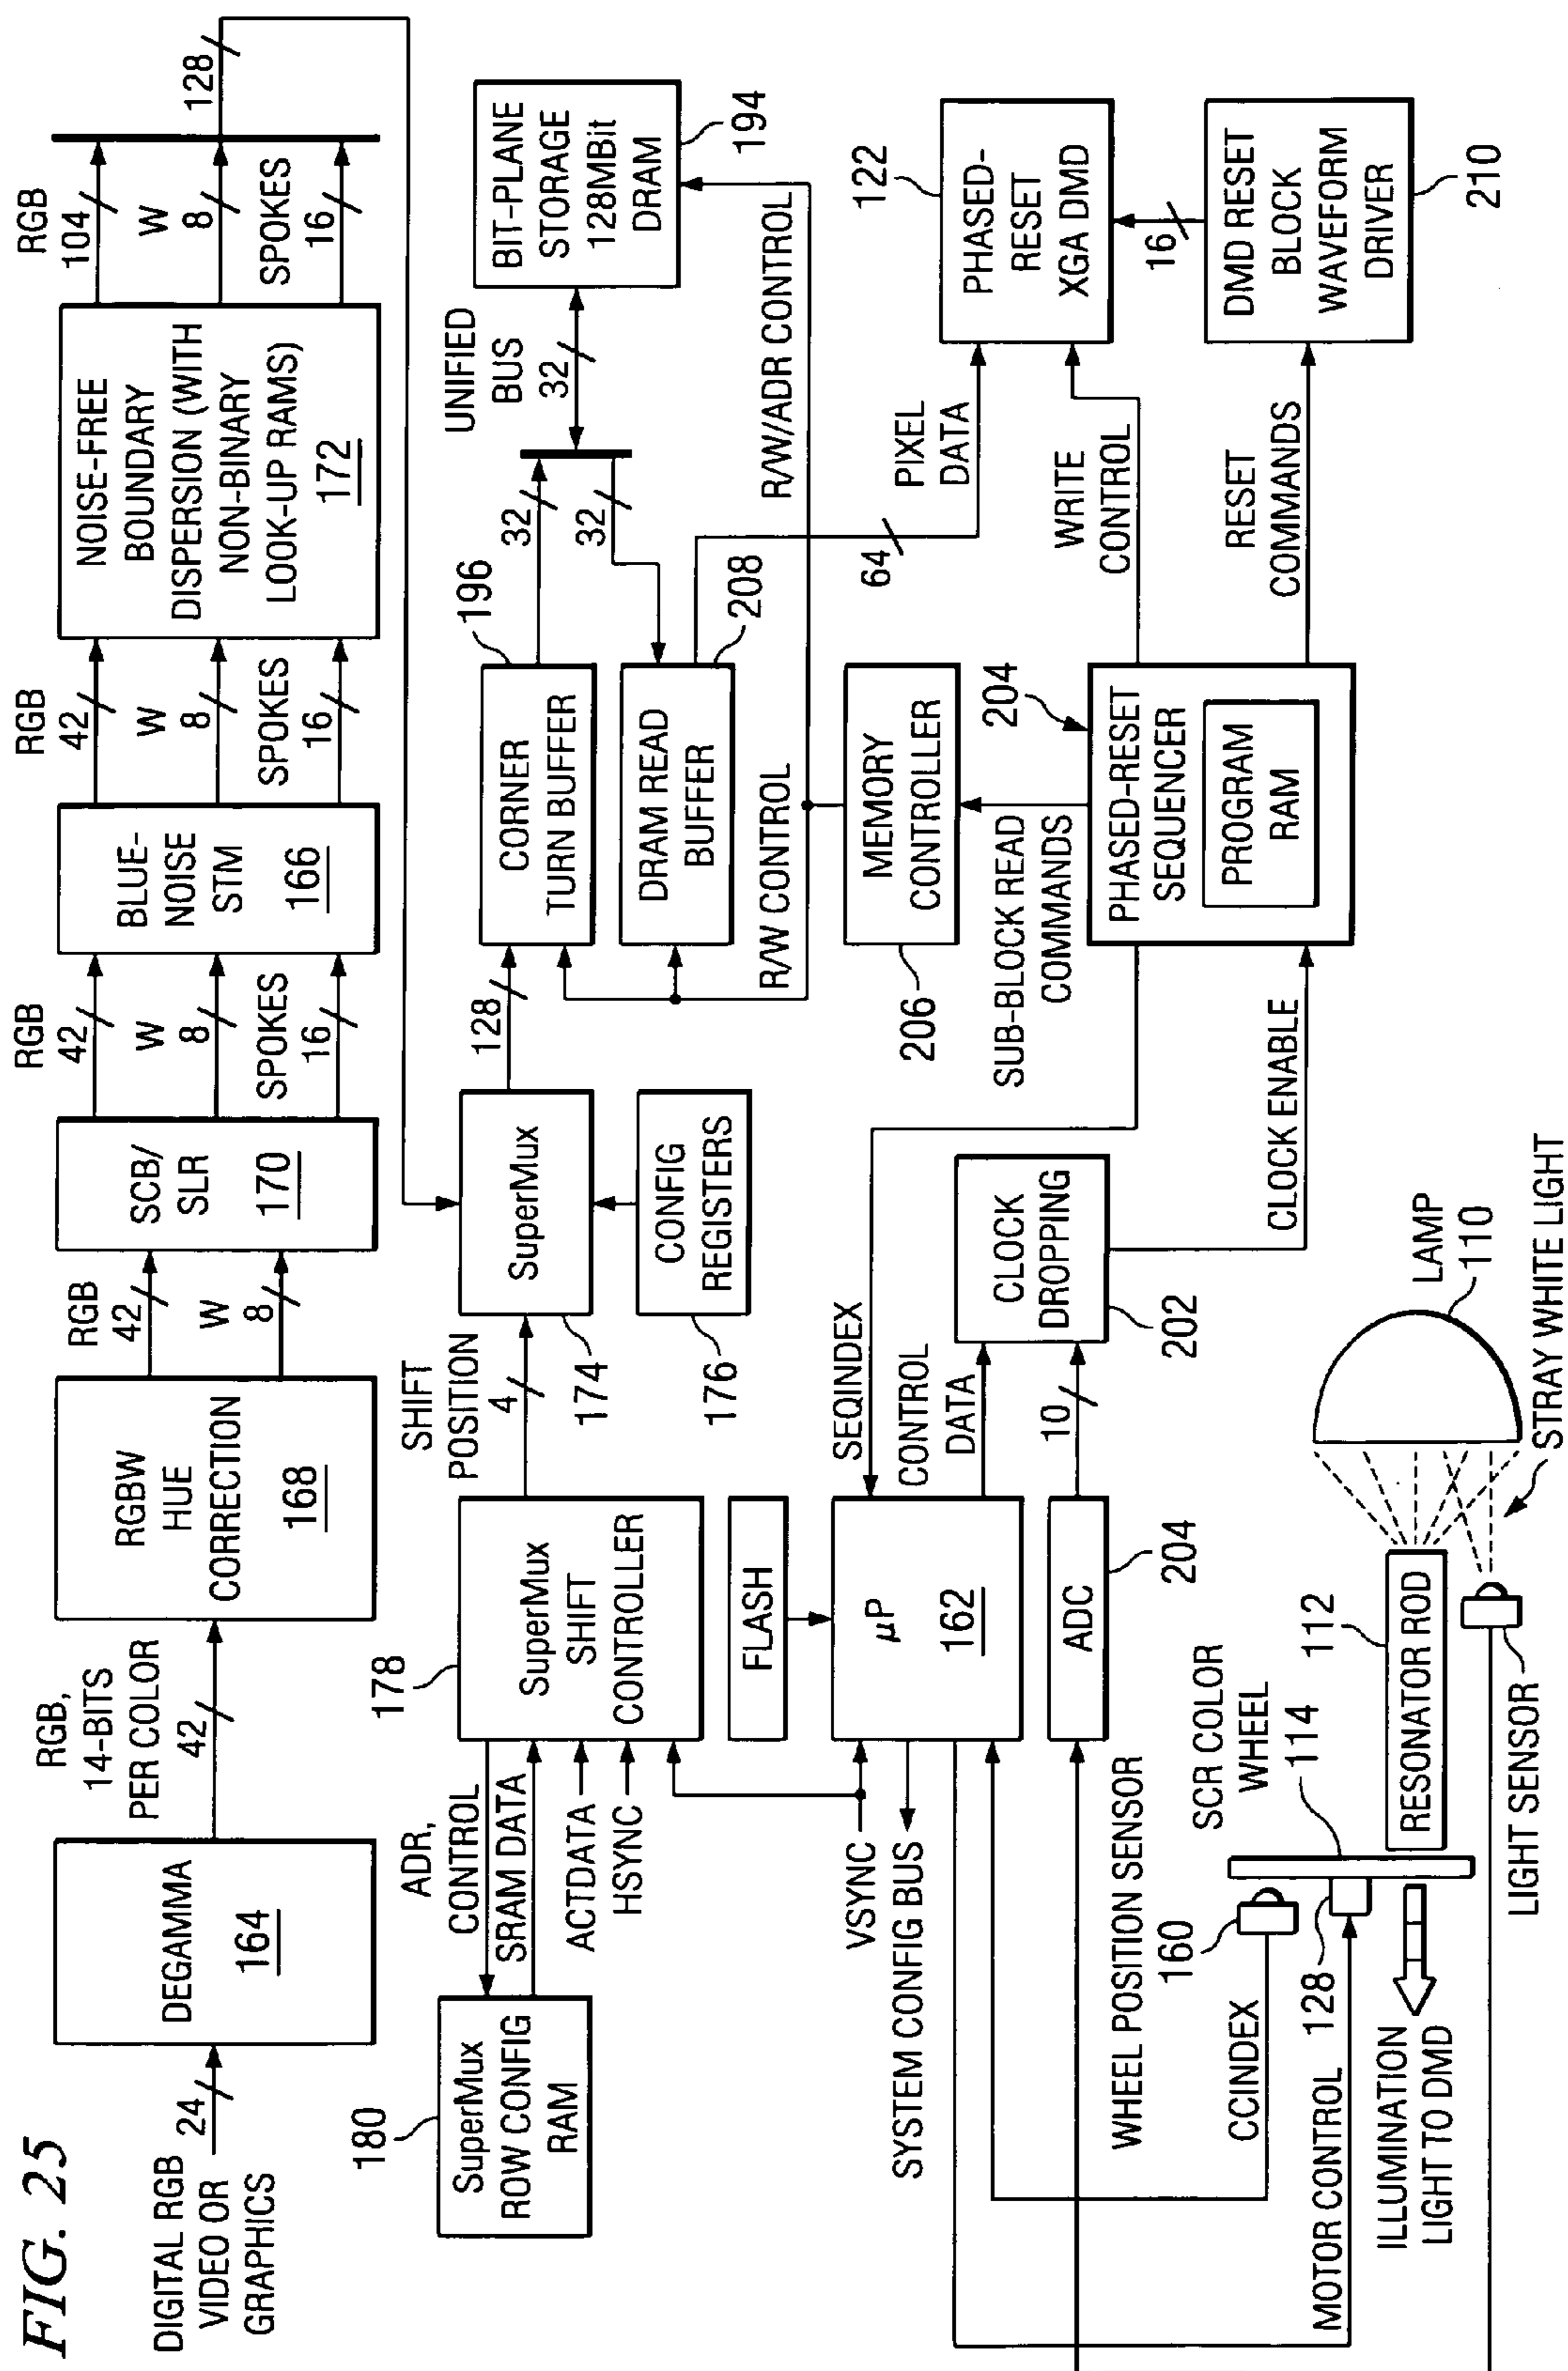 FIG. 25
DIGITAL RGB
VIDEO OR
GRAPHICS
24
DEGAMMA
164
RGB,
14-BITS
PER COLOR
42
RGBW
HUE
CORRECTION
168
RGB
42
W
8
SCB/
SLR
170
RGB
42
W
8
SPOKES
16
BLUE-
NOISE
STM
166
RGB
42
W
8
SPOKES
16
NOISE-FREE
BOUNDARY
DISPERSION (WITH
NON-BINARY
LOOK-UP RAMS)
172
RGB
104
W
8
SPOKES
16
128
180
SuperMux
ROW CONFIG
RAM
ADR,
CONTROL
SRAM DATA
ACTDATA
HSYNC
178
SuperMux
SHIFT
CONTROLLER
SHIFT
POSITION
4
SuperMux
174
CONFIG
REGISTERS
176
128
196
CORNER
TURN BUFFER
32
DRAM READ
BUFFER
208
32
UNIFIED
BUS
32
BIT-PLANE
STORAGE
128MBit
DRAM
194
R/W CONTROL
R/W/ADR CONTROL
64
PIXEL
DATA
FLASH
VSYNC
SYSTEM CONFIG BUS
µP
162
SEQINDEX
CONTROL
DATA
ADC
204
10
CLOCK
DROPPING
202
CLOCK ENABLE
MEMORY
CONTROLLER
206
SUB-BLOCK READ
COMMANDS
204
PHASED-RESET
SEQUENCER
PROGRAM
RAM
WRITE
CONTROL
RESET
COMMANDS
122
PHASED-
RESET
XGA DMD
16
DMD RESET
BLOCK
WAVEFORM
DRIVER
210
WHEEL POSITION SENSOR
CCINDEX
160
MOTOR CONTROL
128
ILLUMINATION
LIGHT TO DMD
SCR COLOR
WHEEL
114
RESONATOR ROD
112
LIGHT SENSOR
LAMP
110
STRAY WHITE LIGHT